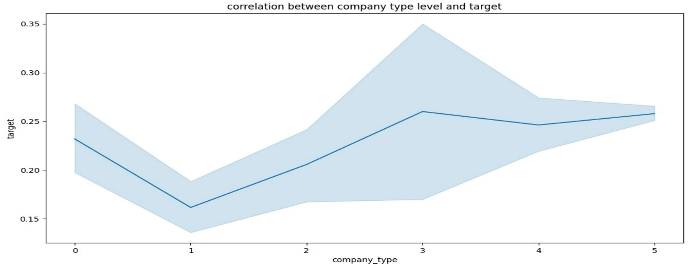 correlation between company type level and target
0.35
0.30
0.25
0.20
0.15
target
0 1 2 3 4 5
company_type